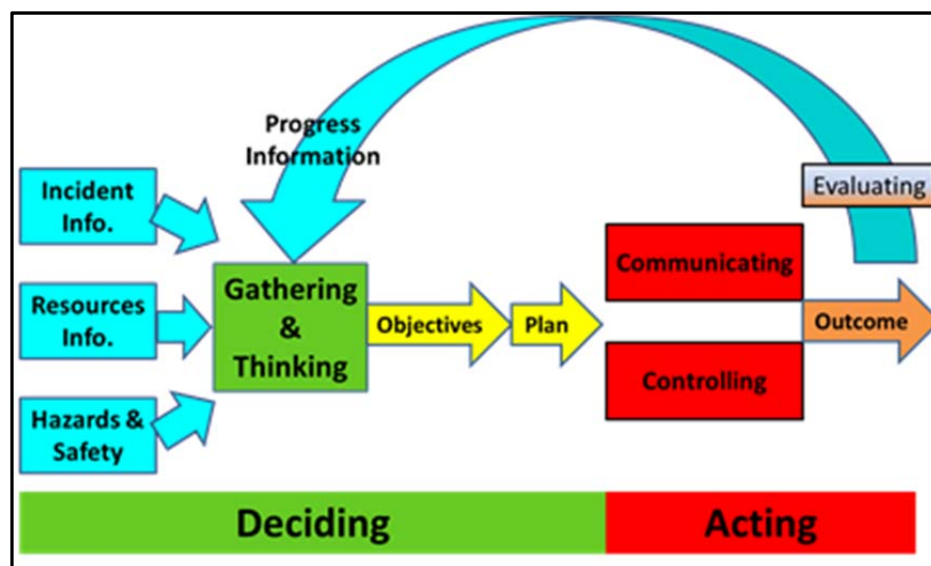 Progress
Information
Evaluating
Incident
Info.
Communicating
Gathering
&
Thinking
Resources
Info.
Objectives
Plan
Outcome
Controlling
Hazards &
Safety
Deciding
Acting